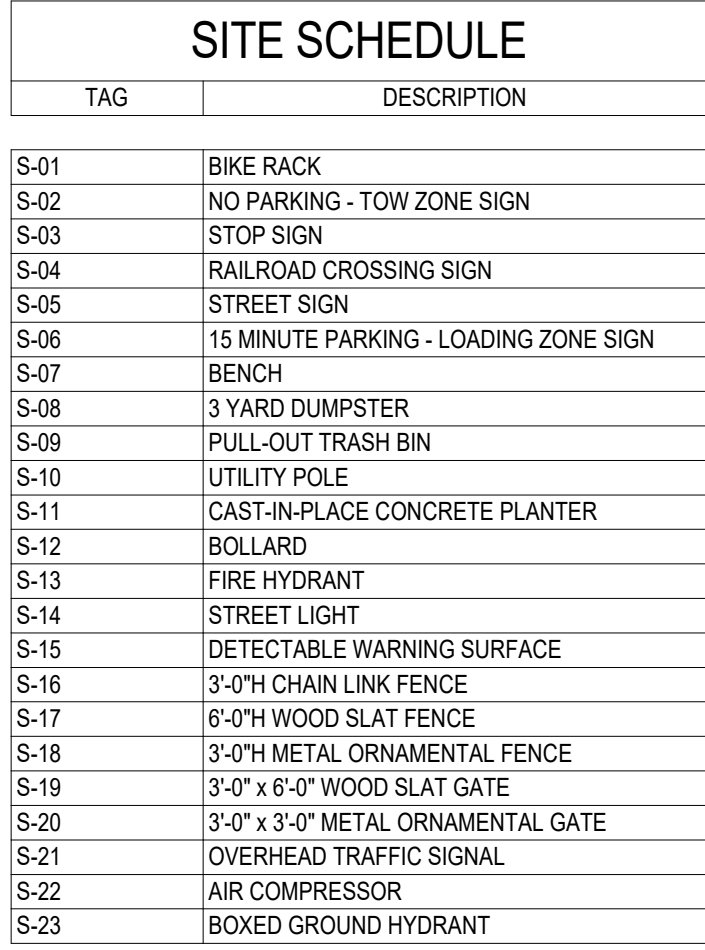 SITE SCHEDULE
TAG DESCRIPTION
S-01 BIKE RACK
S-02 NO PARKING - TOW ZONE SIGN
S-03 STOP SIGN
S-04 RAILROAD CROSSING SIGN
S-05 STREET SIGN
S-06 15 MINUTE PARKING - LOADING ZONE SIGN
S-07 BENCH
S-08 3 YARD DUMPSTER
S-09 PULL-OUT TRASH BIN
S-10 UTILITY POLE
S-11 CAST-IN-PLACE CONCRETE PLANTER
S-12 BOLLARD
S-13 FIRE HYDRANT
S-14 STREET LIGHT
S-15 DETECTABLE WARNING SURFACE
S-16 3'-0"H CHAIN LINK FENCE
S-17 6'-0"H WOOD SLAT FENCE
S-18 3'-0"H METAL ORNAMENTAL FENCE
S-19 3'-0" x 6'-0" WOOD SLAT GATE
S-20 3'-0" x 3'-0" METAL ORNAMENTAL GATE
S-21 OVERHEAD TRAFFIC SIGNAL
S-22 AIR COMPRESSOR
S-23 BOXED GROUND HYDRANT